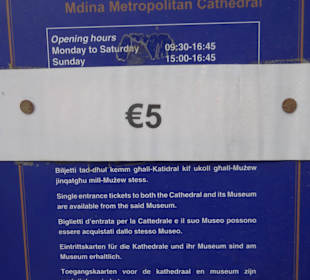 Mdina Metropolitan Cathedral
Opening hours
Monday to Saturday 09:30-16:45
Sunday 15:00-16:45
€5
Biljetti tad-dħul kemm għall-Katidral kif ukoll għall-Mużew
jinqatgħu mill-Mużew stess.
Single entrance tickets to both the Cathedral and its Museum
are available from the said Museum.
Biglietti d'entrata per la Cattedrale e il suo Museo possono
essere acquistati dallo stesso Museo.
Eintrittskarten für die Kathedrale und ihr Museum sind am
Museum erhaltlich.
Toegangskaarten voor de kathedraal en museum zijn